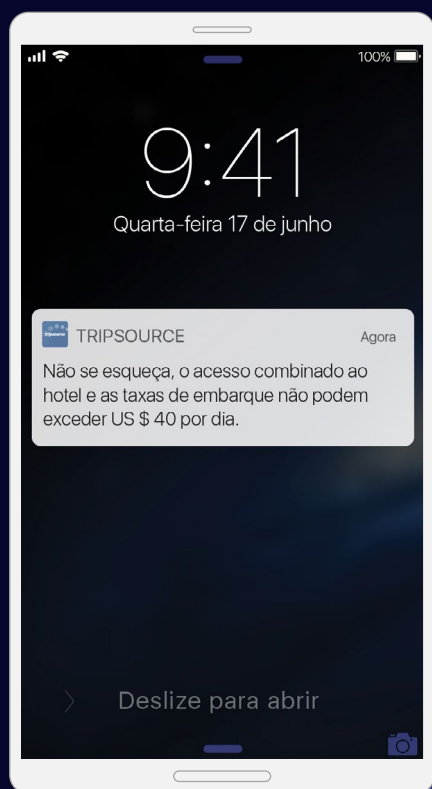 100%
9:41
Quarta-feira 17 de junho
tripsource
TRIPSOURCE
Agora
Não se esqueça, o acesso combinado ao
hotel e as taxas de embarque não podem
exceder US $ 40 por dia.
Deslize para abrir